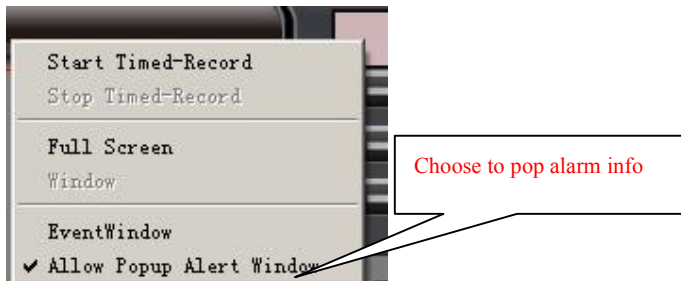 Start Timed-Record
Stop Timed-Record
Full Screen
Window
EventWindow
Allow Popup Alert Window
Choose to pop alarm info